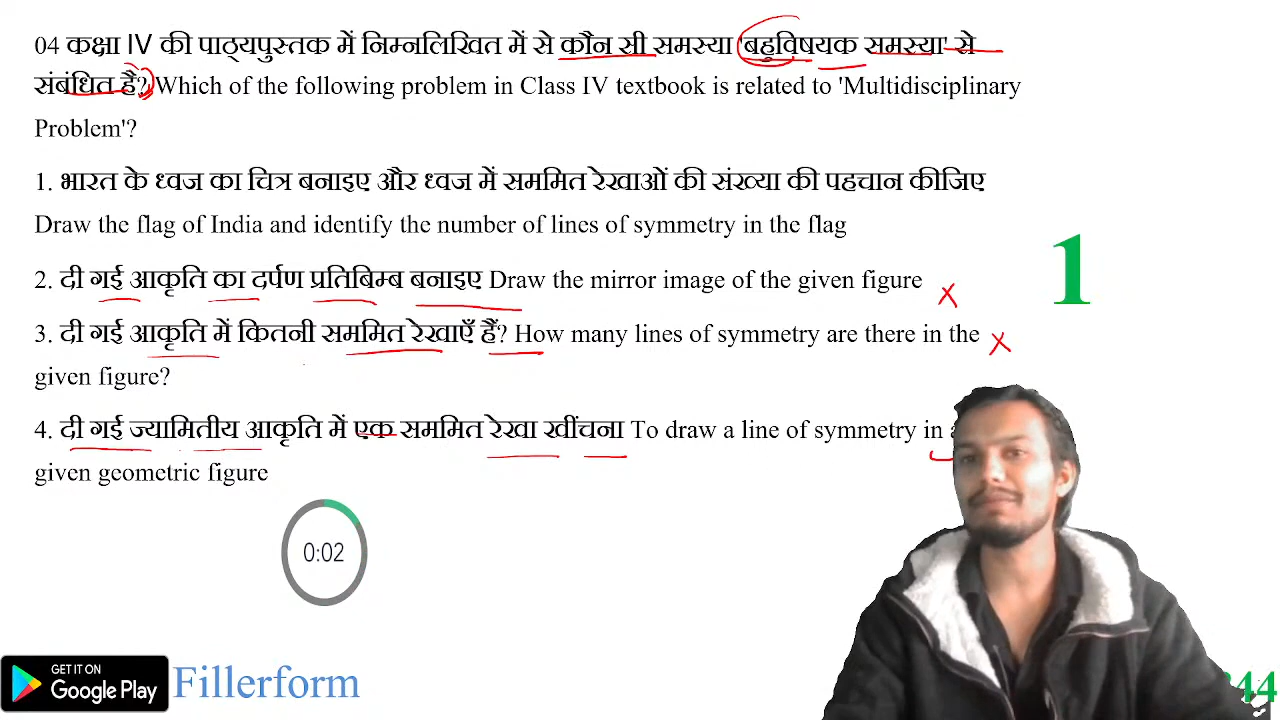 04 कक्षा IV की पाठ्यपुस्तक में निम्नलिखित में से कौन सी समस्या 'बहुविषयक समस्या' से
संबंधित है? Which of the following problem in Class IV textbook is related to 'Multidisciplinary
Problem'?
1. भारत के ध्वज का चित्र बनाइए और ध्वज में सममित रेखाओं की संख्या की पहचान कीजिए
Draw the flag of India and identify the number of lines of symmetry in the flag
2. दी गई आकृति का दर्पण प्रतिबिम्ब बनाइए Draw the mirror image of the given figure
1
3. दी गई आकृति में कितनी सममित रेखाएँ हैं? How many lines of symmetry are there in the
given figure?
4. दी गई ज्यामितीय आकृति में एक सममित रेखा खींचना To draw a line of symmetry in
given geometric figure
0:02
GET IT ON
Google Play
Fillerform
44